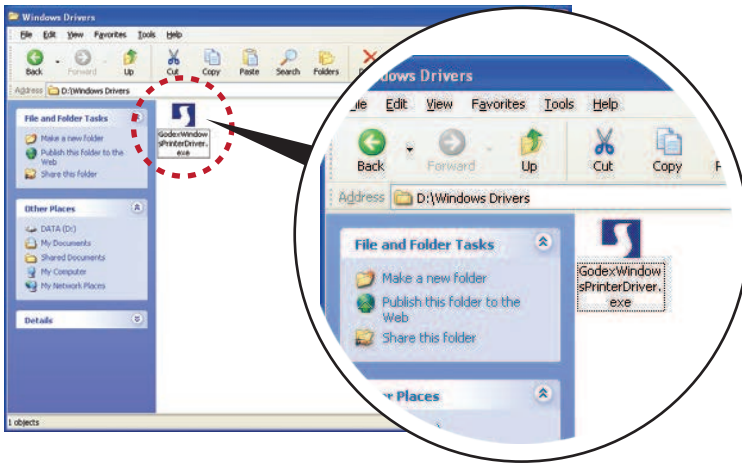 Windows Drivers
File Edit View Favorites Tools Help
Back Forward Up Cut Copy Paste Search Folders
Address D:\Windows Drivers
File and Folder Tasks
Make a new folder
Publish this folder to the
Web
Share this folder
Other Places
DATA (D:)
My Documents
Shared Documents
My Computer
My Network Places
Details
GodexWindow
sPrinterDriver.
exe
1 objects
dows Drivers
ile Edit View Favorites Tools Help
Back Forward Up Cut Copy
Address D:\Windows Drivers
File and Folder Tasks
Make a new folder
Publish this folder to the
Web
Share this folder
er Places
GodexWindow
sPrinterDriver.
exe